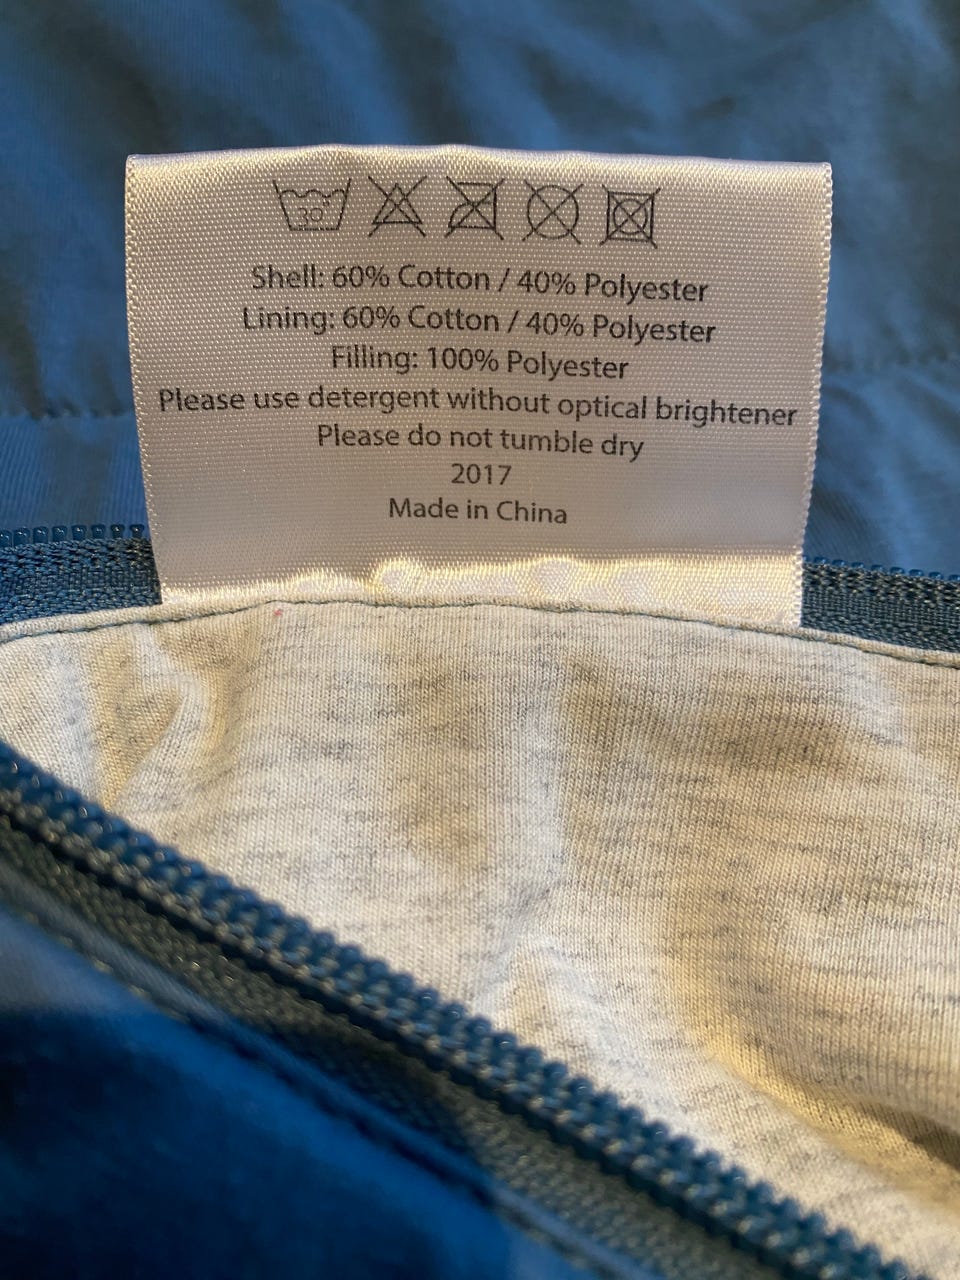 30°
Shell: 60% Cotton / 40% Polyester
Lining: 60% Cotton / 40% Polyester
Filling: 100% Polyester
Please use detergent without optical brightener
Please do not tumble dry
2017
Made in China